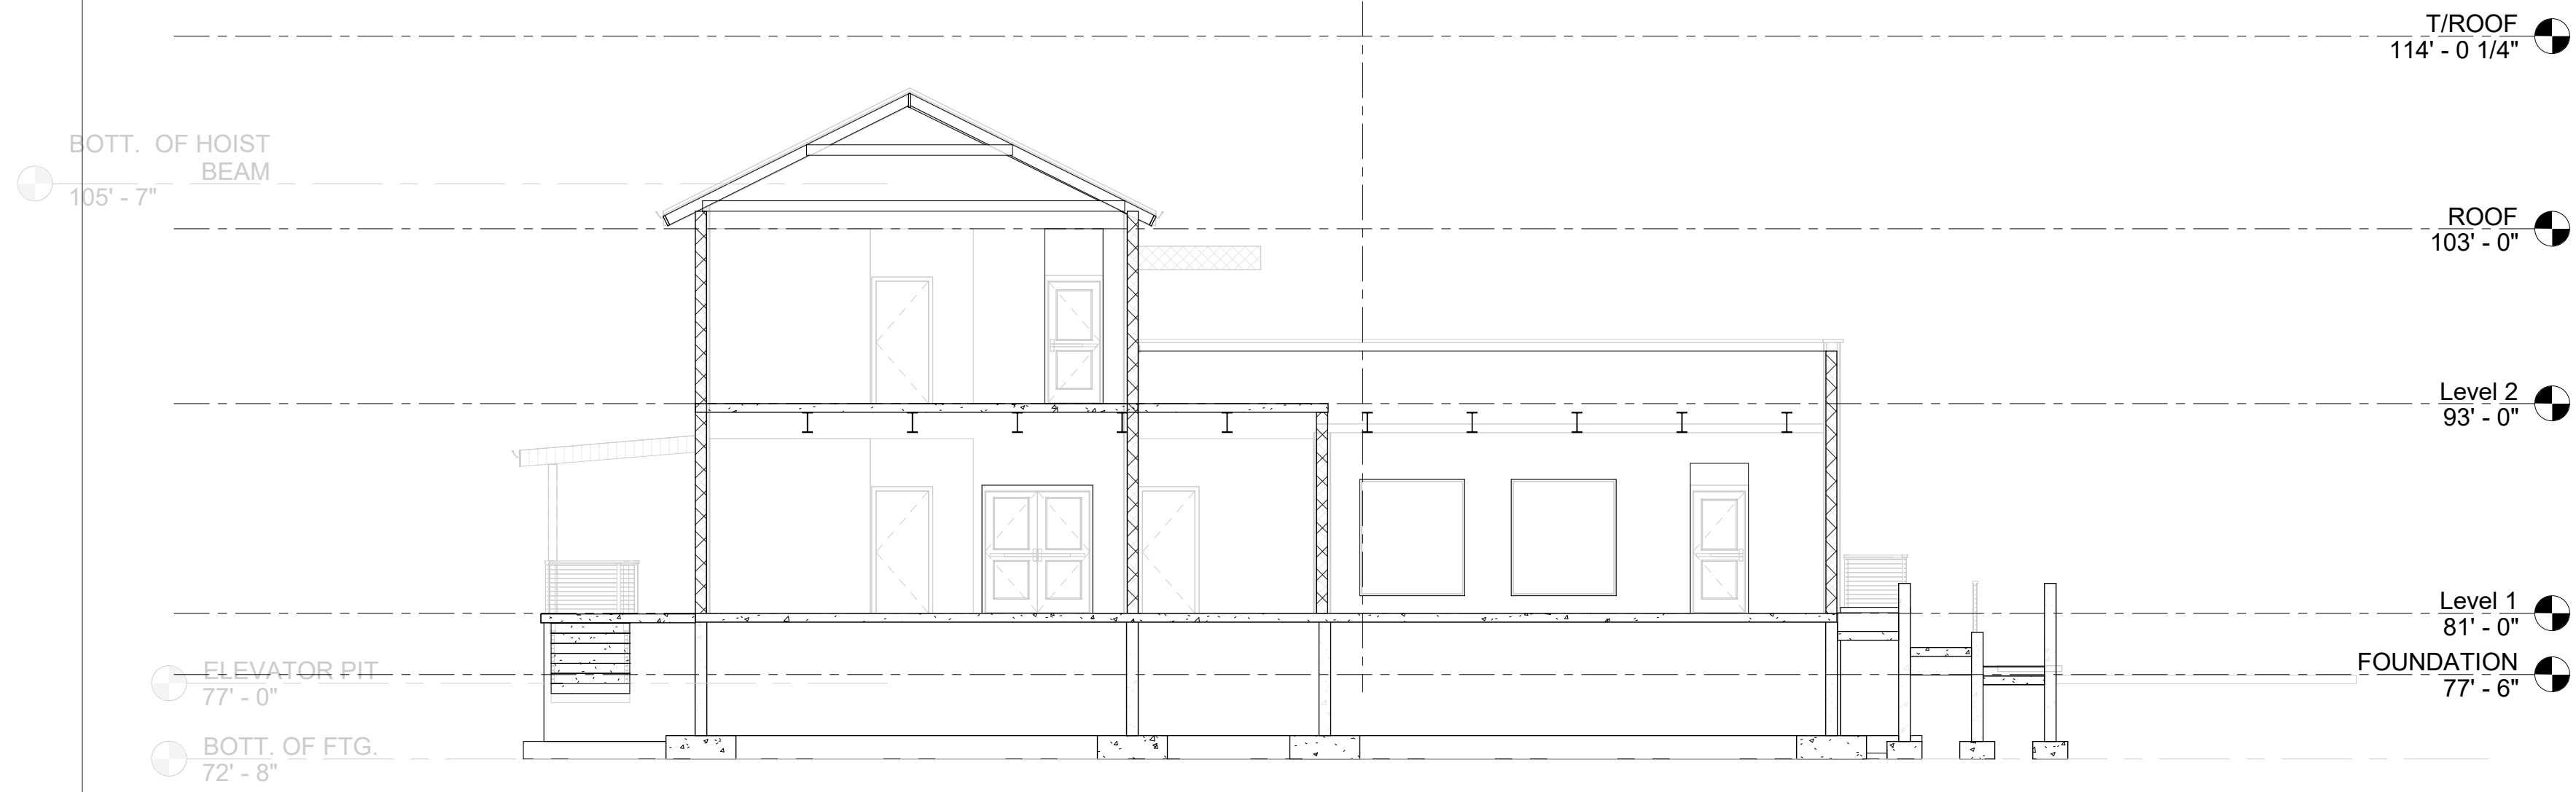 T/ROOF
114' - 0 1/4"
BOTT. OF HOIST
BEAM
105' - 7"
ROOF
103' - 0"
Level 2
93' - 0"
Level 1
81' - 0"
ELEVATOR PIT
77' - 0"
FOUNDATION
77' - 6"
BOTT. OF FTG.
72' - 8"